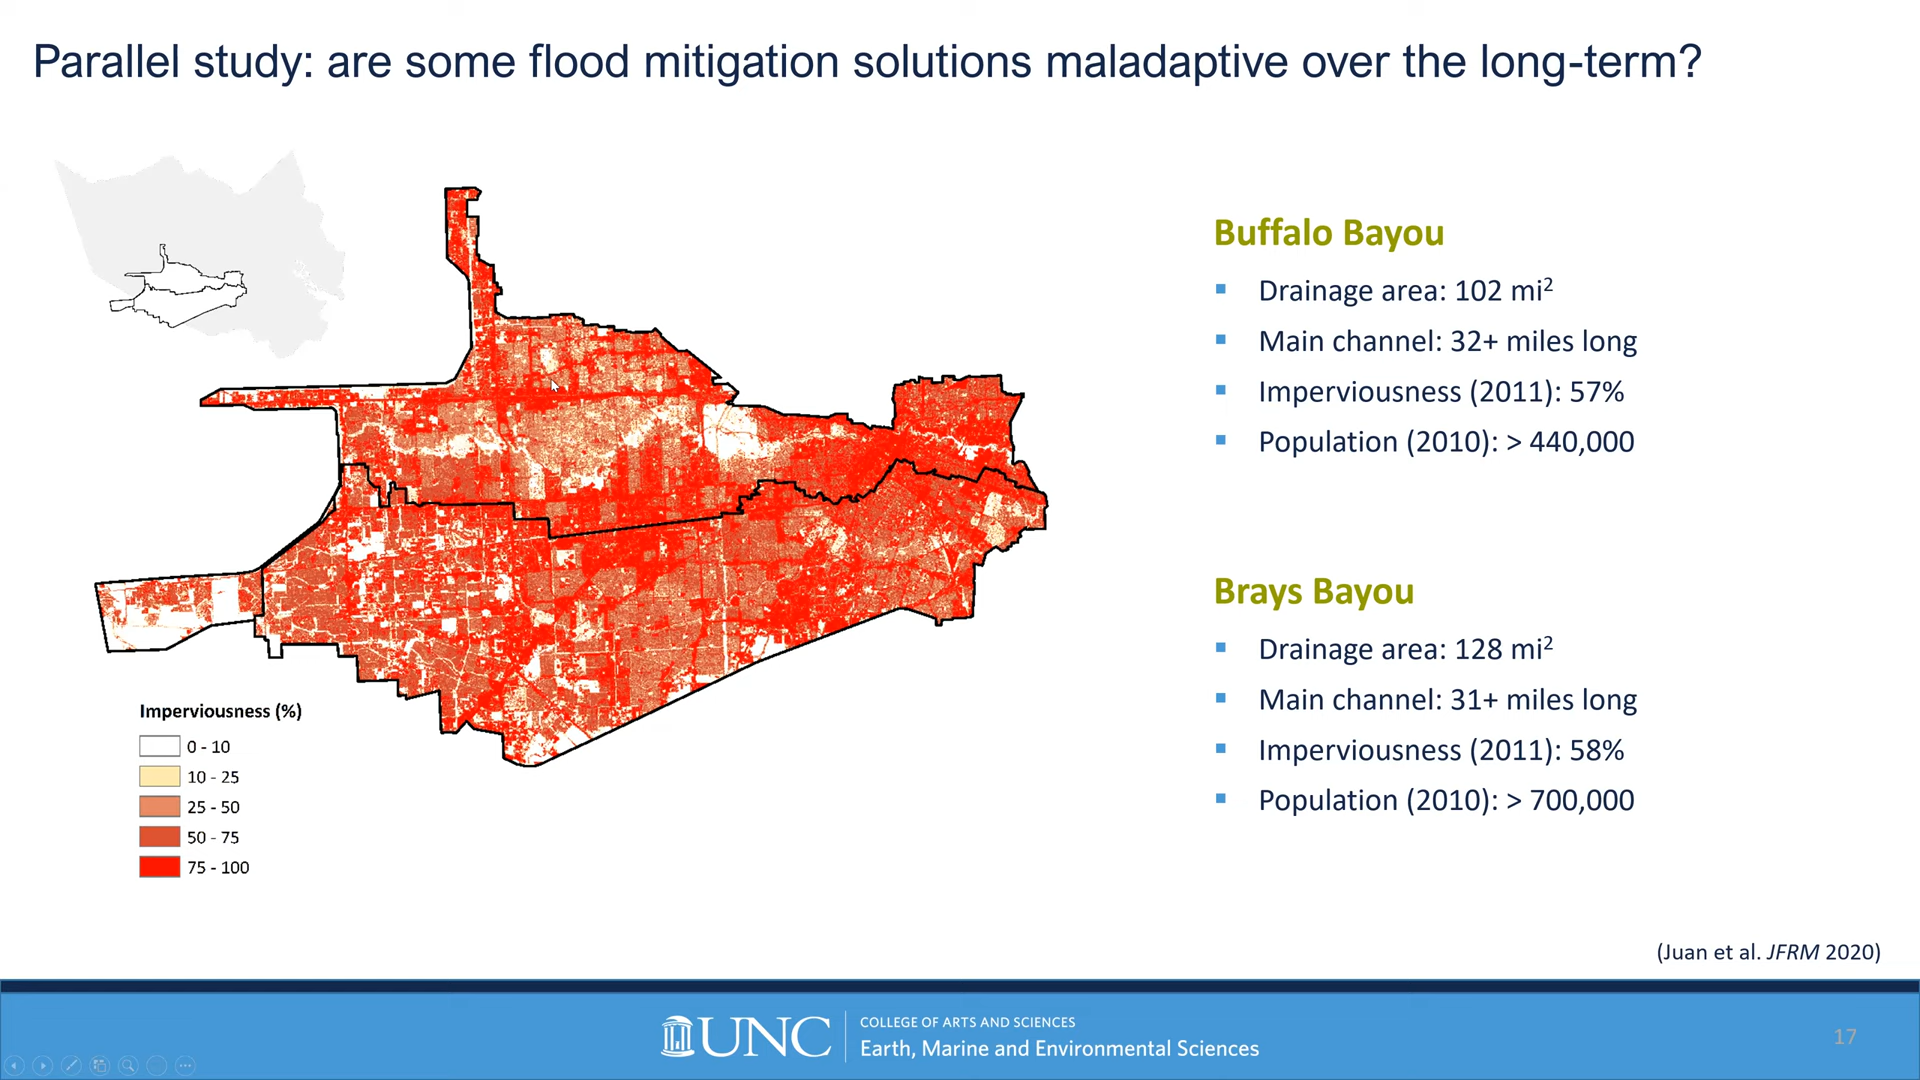 Parallel study: are some flood mitigation solutions maladaptive over the long-term?
Buffalo Bayou
Drainage area: 102 mi²
Main channel: 32+ miles long
Imperviousness (2011): 57%
Population (2010): > 440,000
Brays Bayou
Drainage area: 128 mi²
Main channel: 31+ miles long
Imperviousness (2011): 58%
Population (2010): > 700,000
Imperviousness (%)
0 - 10
10 - 25
25 - 50
50 - 75
75 - 100
(Juan et al. JFRM 2020)
UNC
COLLEGE OF ARTS AND SCIENCES
Earth, Marine and Environmental Sciences
17